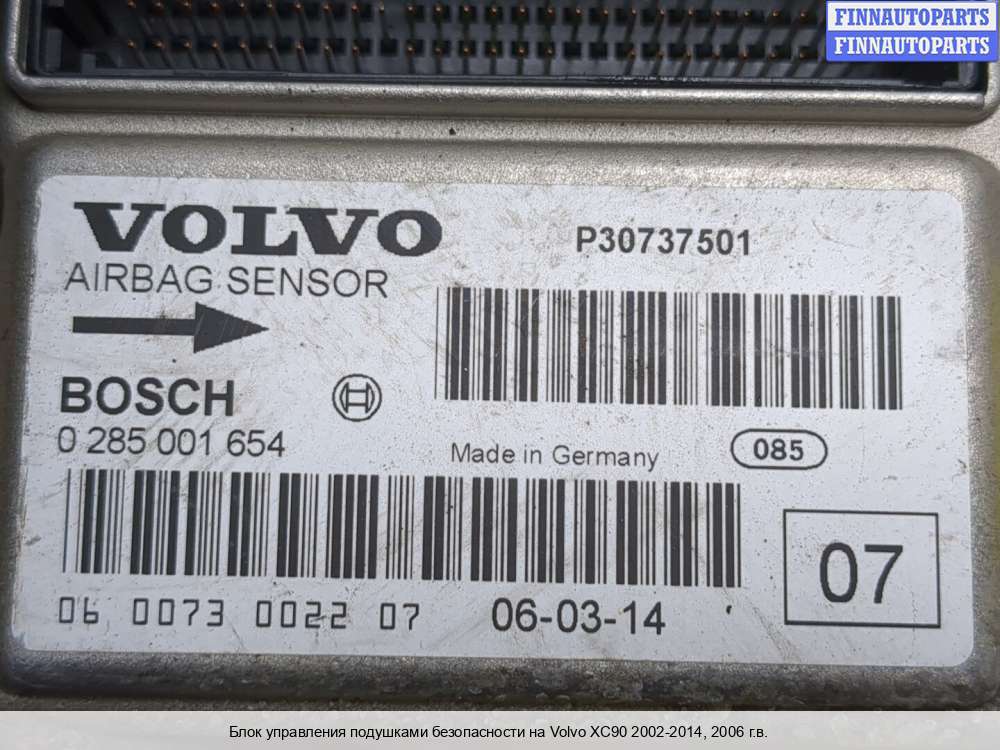 FINNAUTOPARTS
FINNAUTOPARTS
VOLVO
P30737501
AIRBAG SENSOR
BOSCH
0 285 001 654
Made in Germany
085
07
06 0073 0022 07
06-03-14
Блок управления подушками безопасности на Volvo XC90 2002-2014, 2006 г.в.